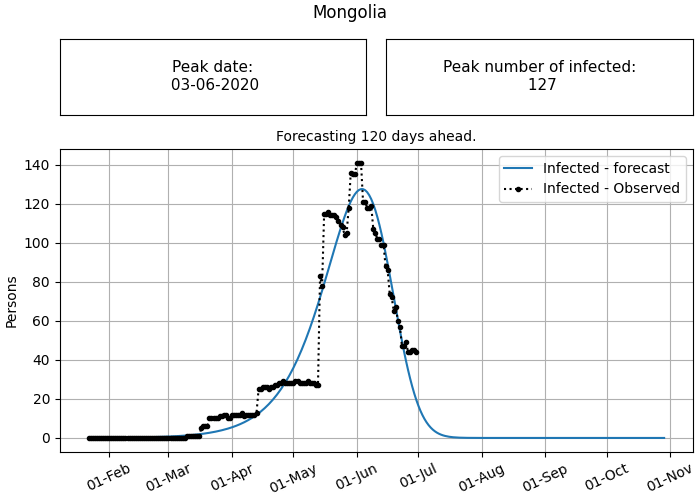 Mongolia
Peak date:
03-06-2020
Peak number of infected:
127
Forecasting 120 days ahead.
Infected - forecast
Infected - Observed
Persons
140
120
100
80
60
40
20
0
01-Feb
01-Mar
01-Apr
01-May
01-Jun
01-Jul
01-Aug
01-Sep
01-Oct
01-Nov